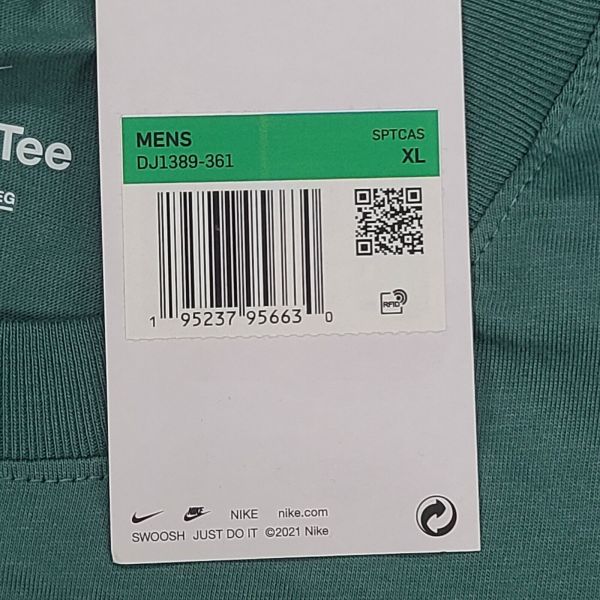 Tee
EG
MENS
SPTCAS
DJ1389-361
XL
1 95237 95663 0
RFID
NIKE nike.com
SWOOSH JUST DO IT ©2021 Nike